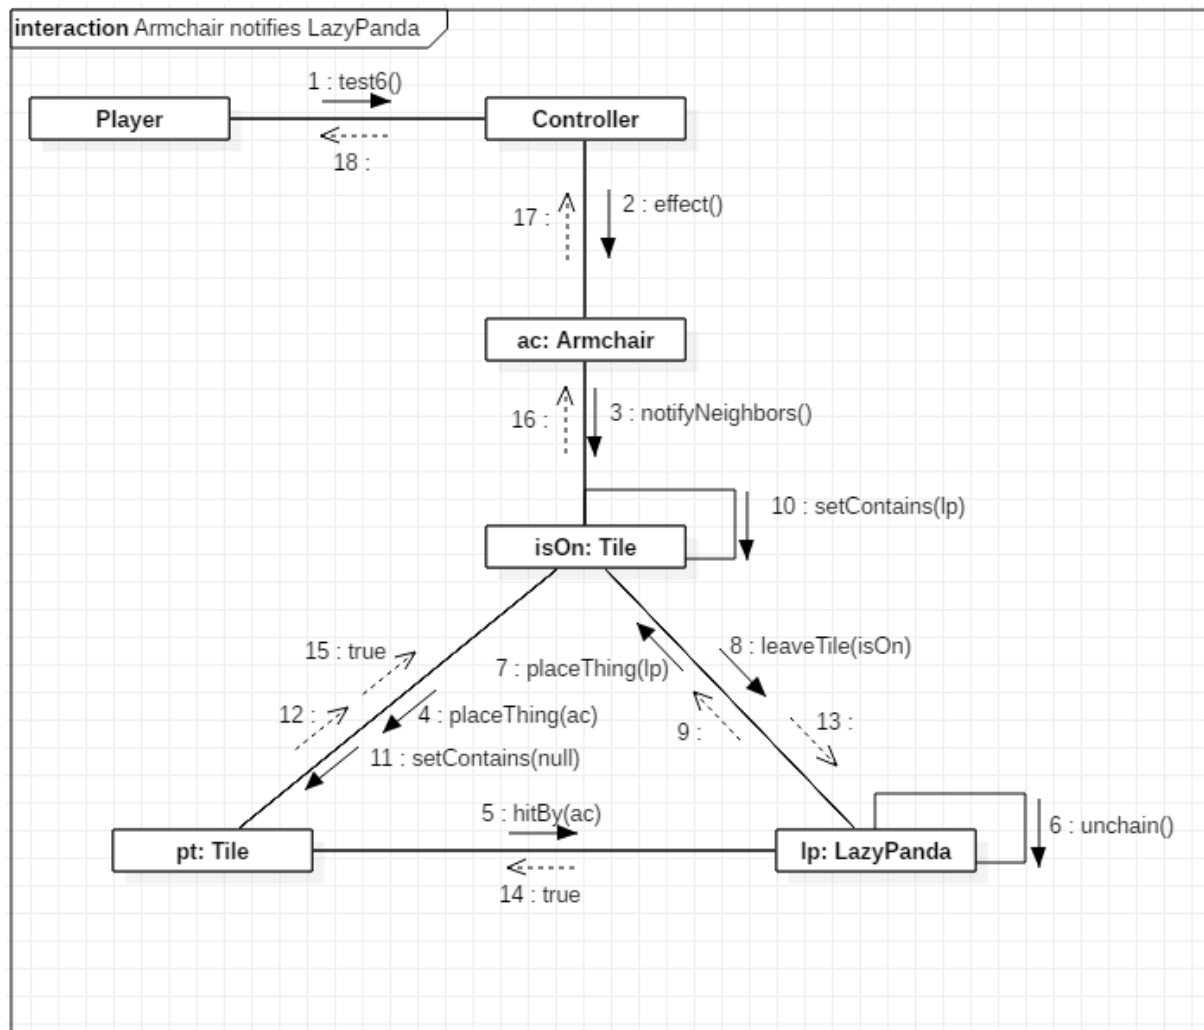 interaction Armchair notifies LazyPanda
1 : test6()
Player
Controller
18 :
17 :
2 : effect()
ac: Armchair
16 :
3 : notifyNeighbors()
10 : setContains(lp)
isOn: Tile
15 : true
8 : leaveTile(isOn)
7 : placeThing(lp)
12 :
4 : placeThing(ac)
13 :
9 :
11 : setContains(null)
5 : hitBy(ac)
6 : unchain()
pt: Tile
lp: LazyPanda
14 : true